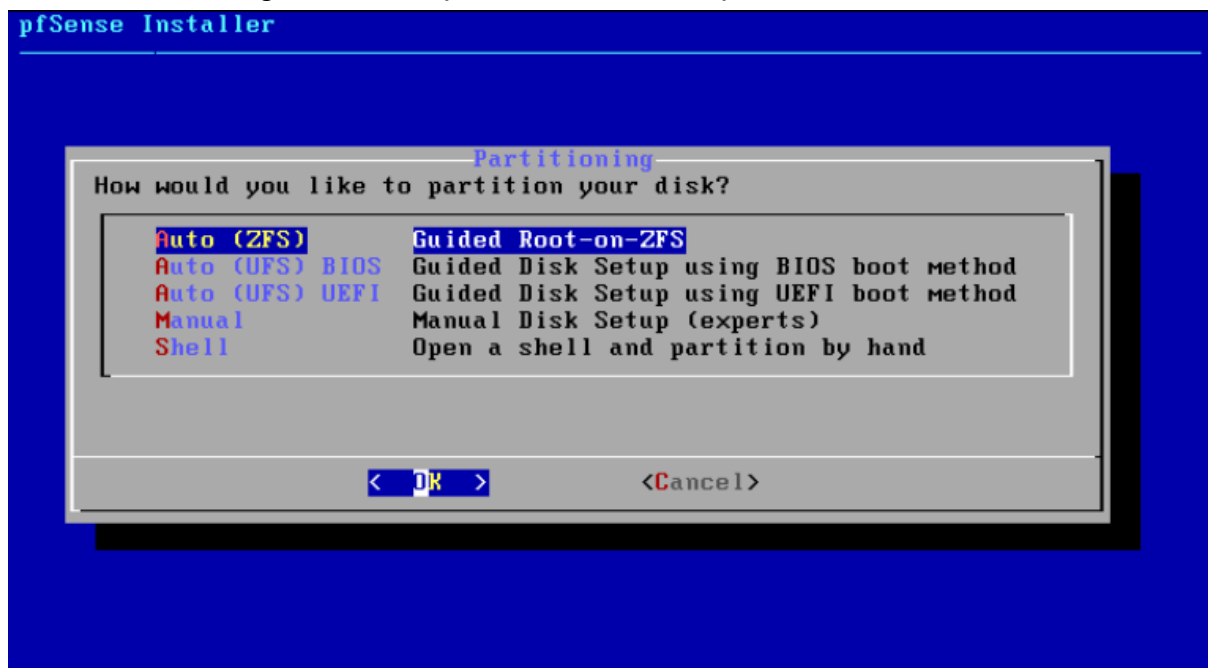 pfSense Installer
Partitioning
How would you like to partition your disk?
Auto (ZFS) Guided Root-on-ZFS
Auto (UFS) BIOS Guided Disk Setup using BIOS boot method
Auto (UFS) UEFI Guided Disk Setup using UEFI boot method
Manual Manual Disk Setup (experts)
Shell Open a shell and partition by hand
< OK > <Cancel>